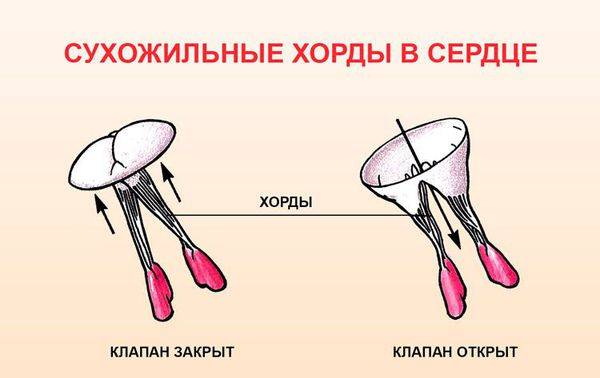 СУХОЖИЛЬНЫЕ ХОРДЫ В СЕРДЦЕ
ХОРДЫ
КЛАПАН ЗАКРЫТ
КЛАПАН ОТКРЫТ